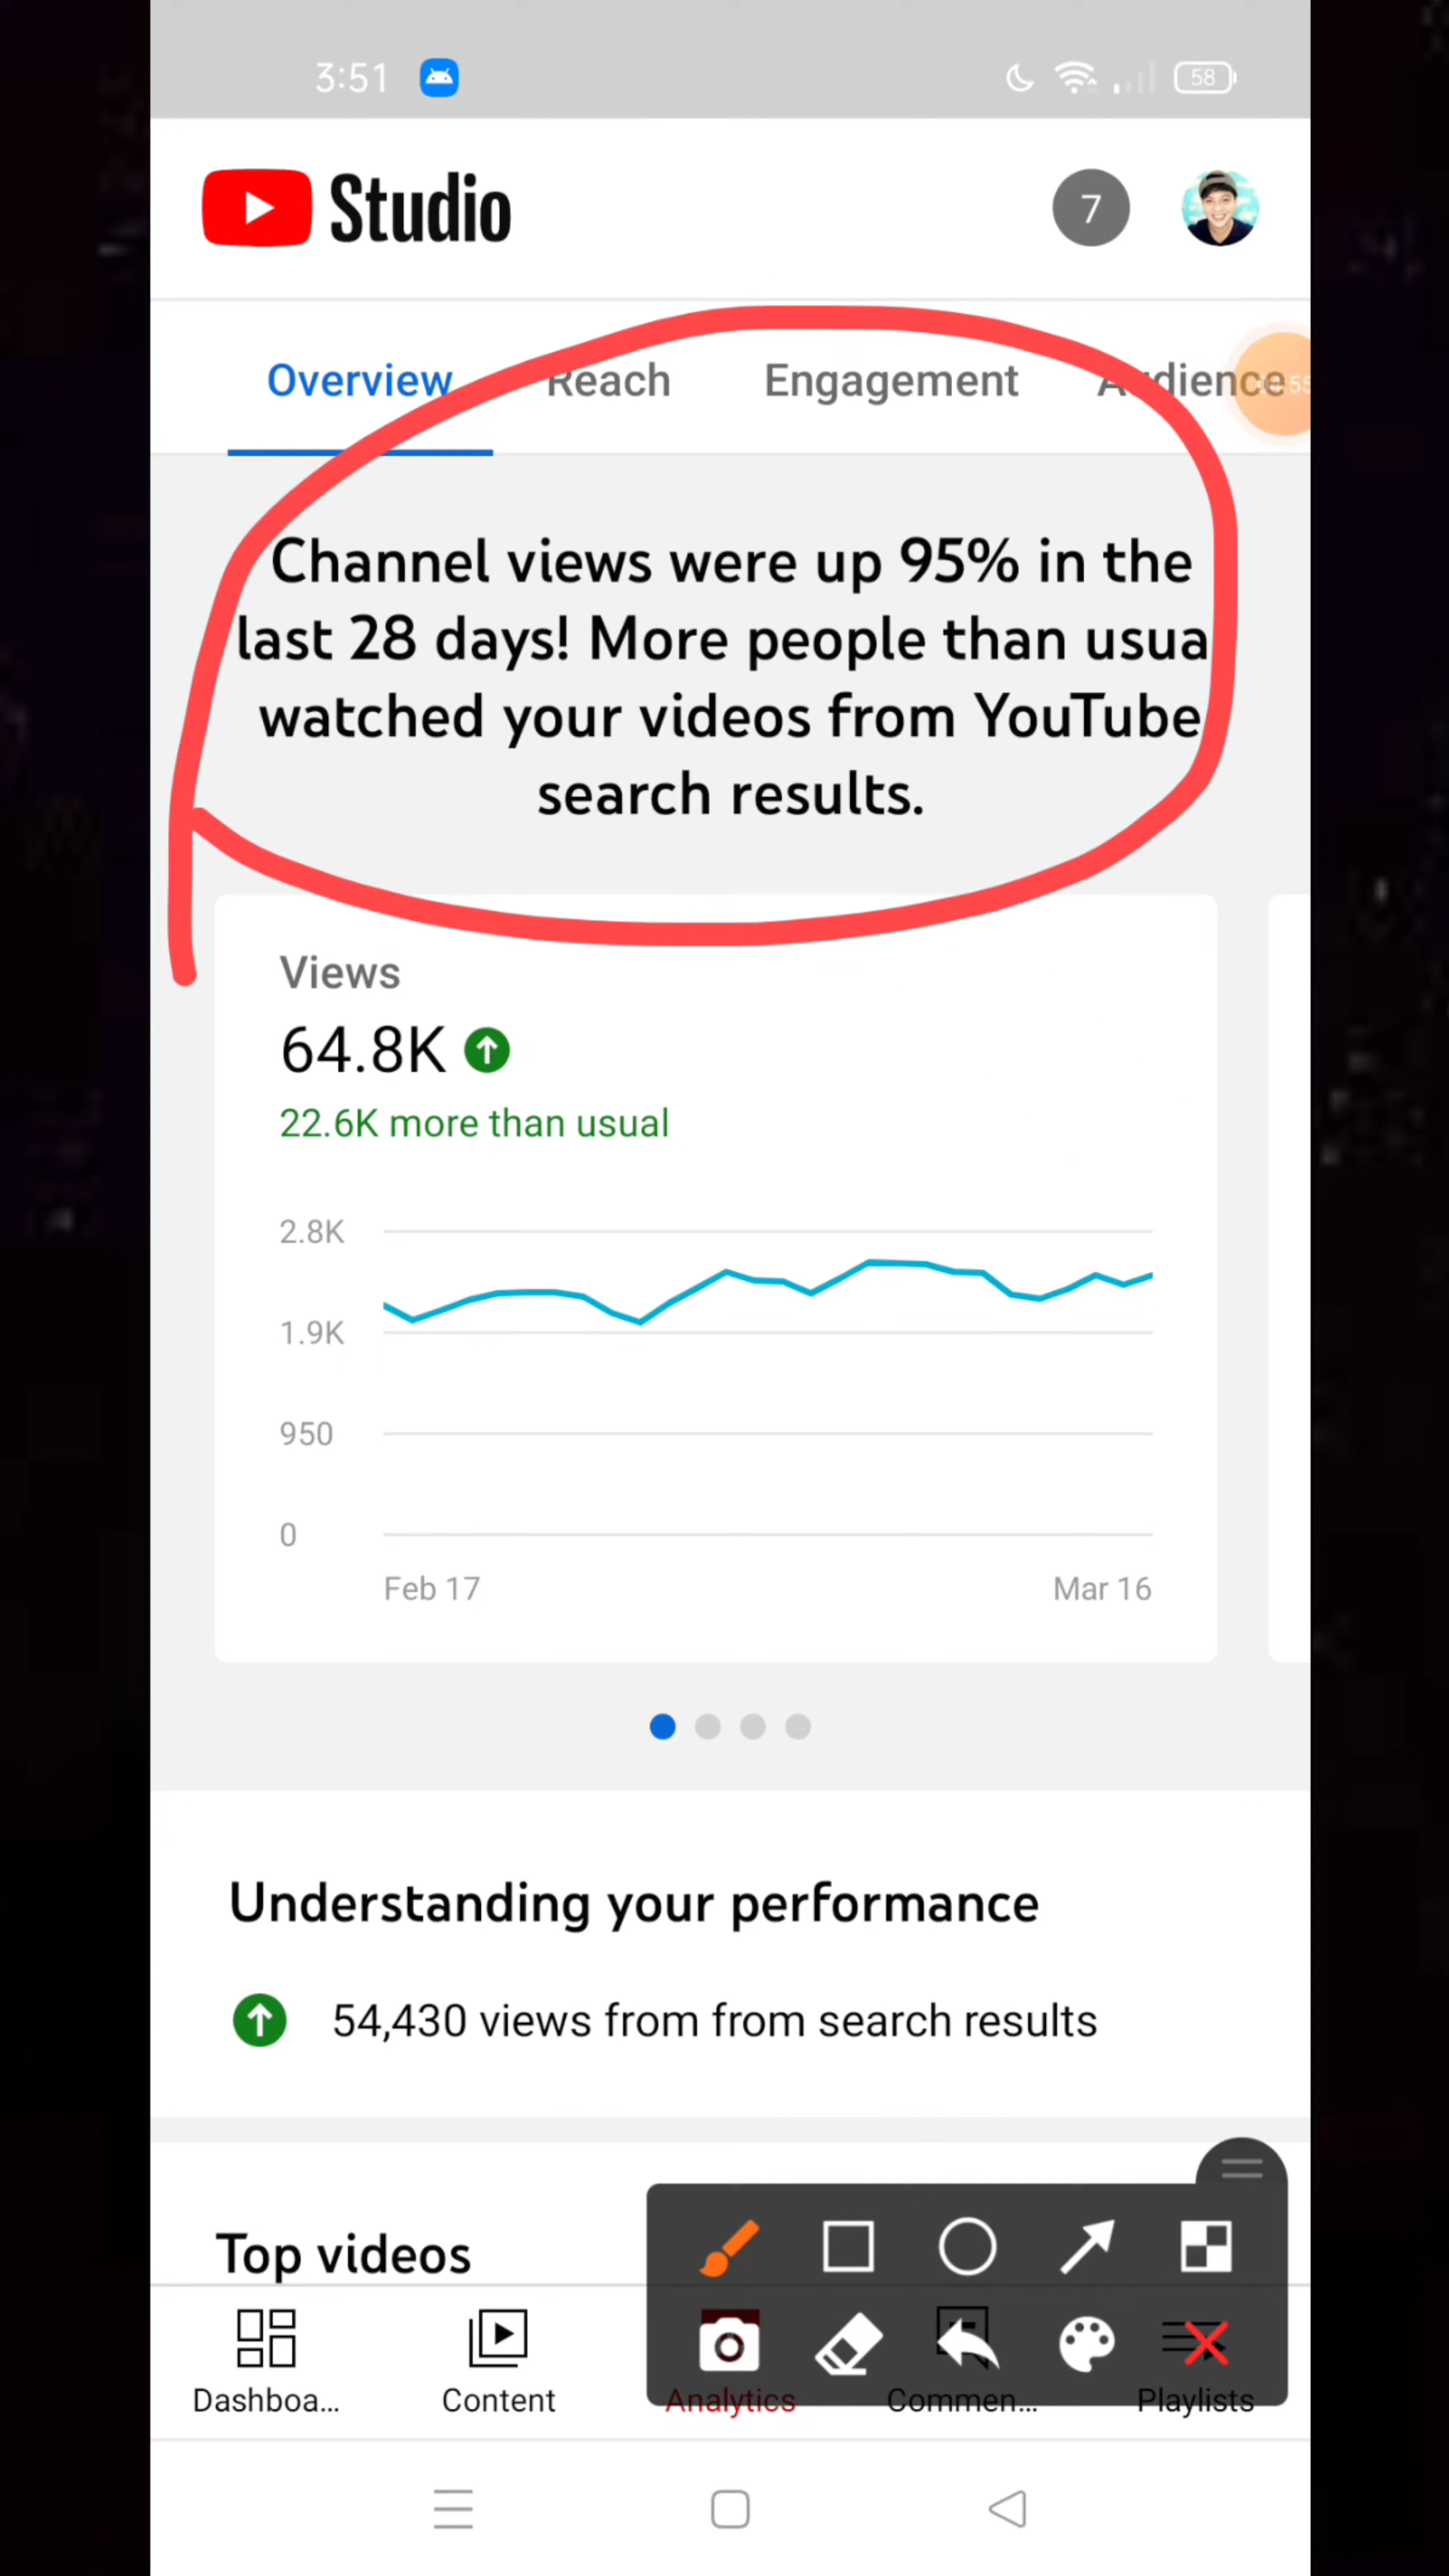 3:51
58
Studio
7
Overview Reach Engagement Audience
Channel views were up 95% in the
last 28 days! More people than usua
watched your videos from YouTube
search results.
Views
64.8K
22.6K more than usual
2.8K
1.9K
950
0
Feb 17 Mar 16
Understanding your performance
54,430 views from from search results
Top videos
Dashboa... Content Analytics Commen... Playlists